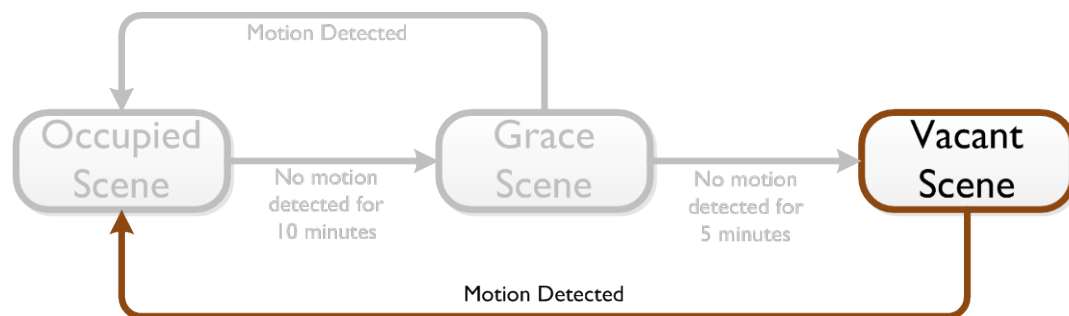 Motion Detected
Occupied
Scene
No motion
detected for
10 minutes
Grace
Scene
No motion
detected for
5 minutes
Vacant
Scene
Motion Detected